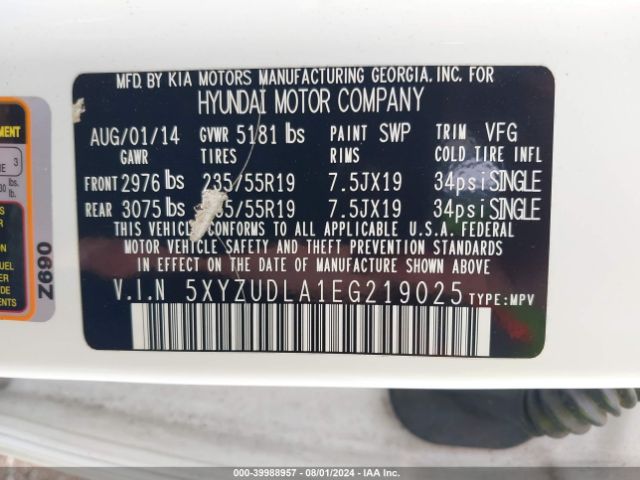 MFD. BY KIA MOTORS MANUFACTURING GEORGIA. INC. FOR
HYUNDAI MOTOR COMPANY
AUG/01/14 GVWR 5181 lbs PAINT SWP TRIM VFG
GAWR TIRES RIMS COLD TIRE INFL
FRONT 2976 lbs 235/55R19 7.5JX19 34psi SINGLE
REAR 3075 lbs /55R19 7.5JX19 34psi SINGLE
THIS VEHICLE CONFORMS TO ALL APPLICABLE U.S.A. FEDERAL
MOTOR VEHICLE SAFETY AND THEFT PREVENTION STANDARDS
IN EFFECT ON THE DATE OF MANUFACTURE SHOWN ABOVE
V.I.N 5XYZUDLA1EG219025 TYPE:MPV
Z690
3
lbs.
000-39988957 - 08/01/2024 - IAA Inc.